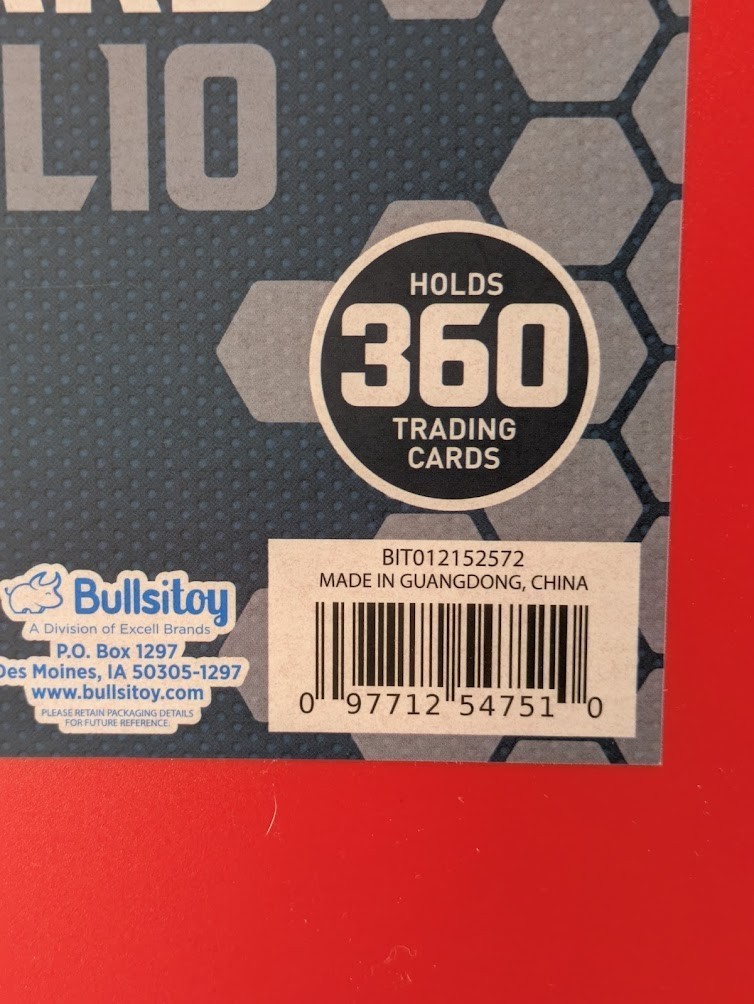 LIO
HOLDS
360
TRADING
CARDS
BIT012152572
MADE IN GUANGDONG, CHINA
0 97712 54751 0
Bullsitoy
A Division of Excell Brands
P.O. Box 1297
Des Moines, IA 50305-1297
www.bullsitoy.com
PLEASE RETAIN PACKAGING DETAILS
FOR FUTURE REFERENCE.